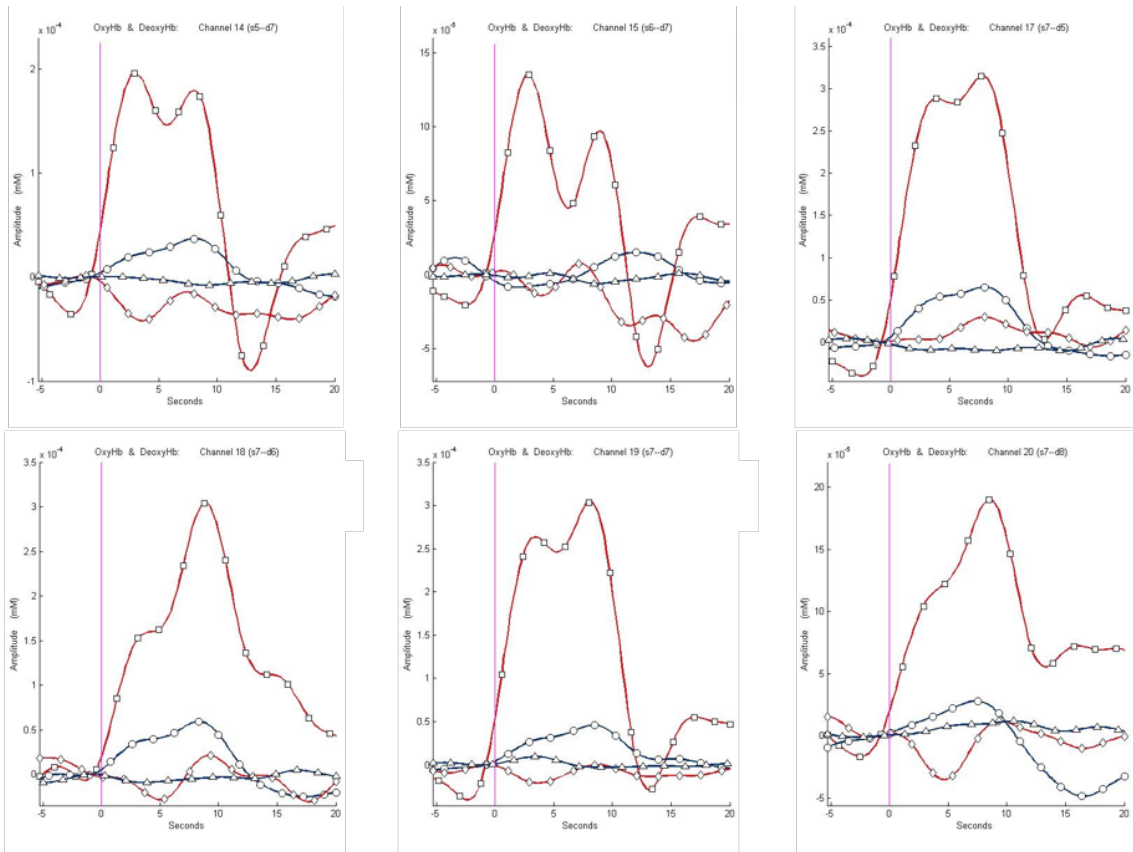 OxyHb & DeoxyHb: Channel 14 (s5--d7)
x 10⁻⁴
2
1
0
-1
Amplitude (mM)
-5 0 5 10 15 20
Seconds
OxyHb & DeoxyHb: Channel 15 (s6--d7)
x 10⁻⁵
15
10
5
0
-5
Amplitude (mM)
-5 0 5 10 15 20
Seconds
OxyHb & DeoxyHb: Channel 17 (s7--d5)
x 10⁻⁴
3.5
3
2.5
2
1.5
1
0.5
0
Amplitude (mM)
-5 0 5 10 15 20
Seconds
OxyHb & DeoxyHb: Channel 18 (s7--d6)
x 10⁻⁴
3.5
3
2.5
2
1.5
1
0.5
0
Amplitude (mM)
-5 0 5 10 15 20
Seconds
OxyHb & DeoxyHb: Channel 19 (s7--d7)
x 10⁻⁴
3.5
3
2.5
2
1.5
1
0.5
0
Amplitude (mM)
-5 0 5 10 15 20
Seconds
OxyHb & DeoxyHb: Channel 20 (s7--d8)
x 10⁻⁵
20
15
10
5
0
-5
Amplitude (mM)
-5 0 5 10 15 20
Seconds